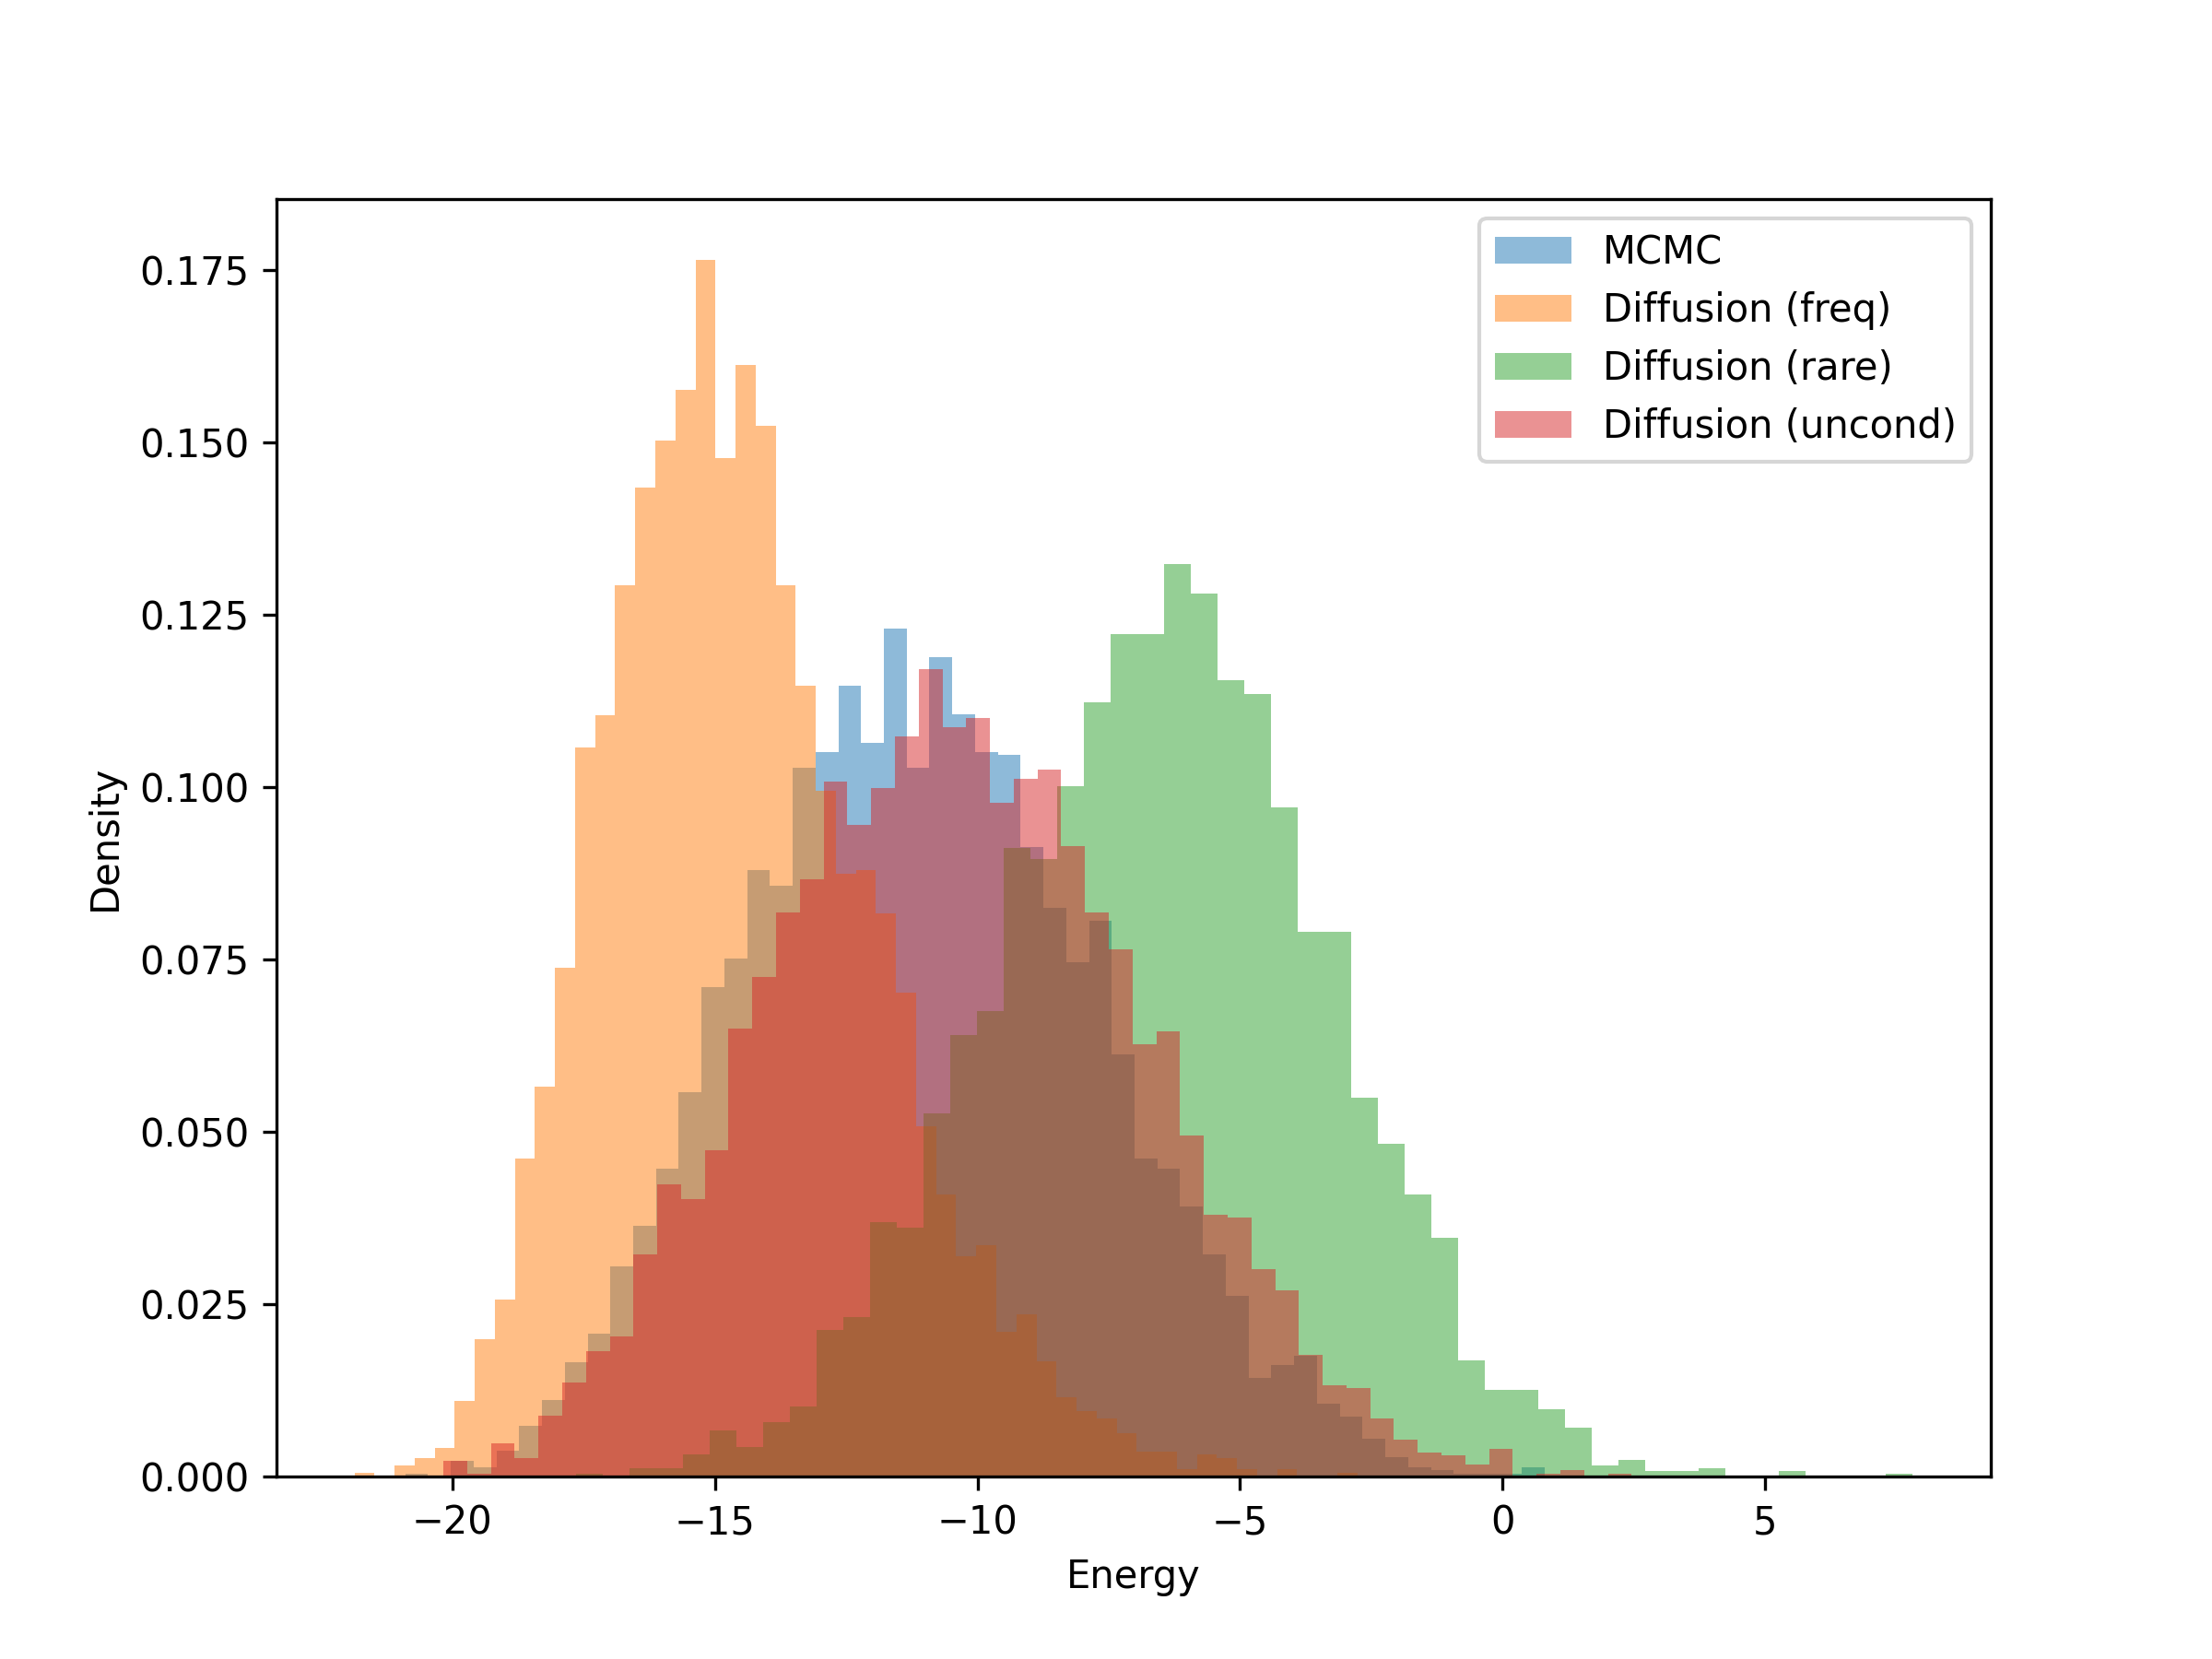 MCMC
Diffusion (freq)
Diffusion (rare)
Diffusion (uncond)
0.175
0.150
0.125
0.100
0.075
0.050
0.025
0.000
Density
−20 −15 −10 −5 0 5
Energy